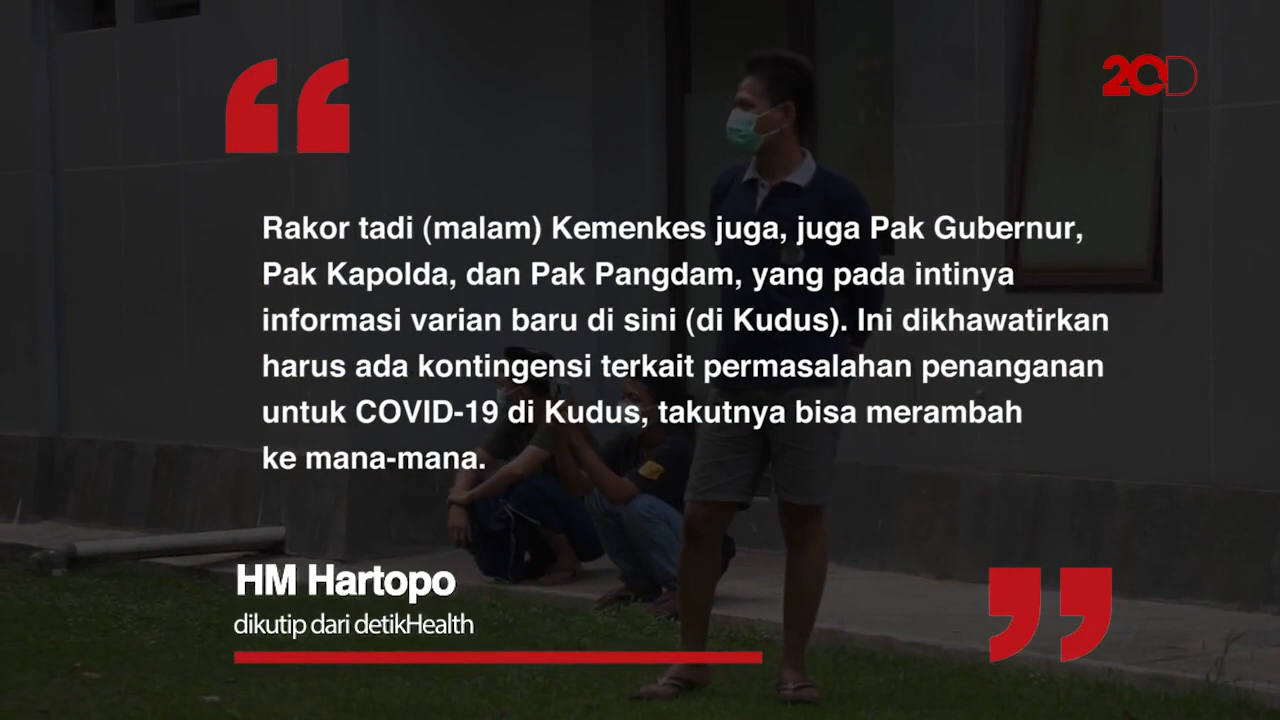 20D
Rakor tadi (malam) Kemenkes juga, juga Pak Gubernur,
Pak Kapolda, dan Pak Pangdam, yang pada intinya
informasi varian baru di sini (di Kudus). Ini dikhawatirkan
harus ada kontingensi terkait permasalahan penanganan
untuk COVID-19 di Kudus, takutnya bisa merambah
ke mana-mana.
HM Hartopo
dikutip dari detikHealth